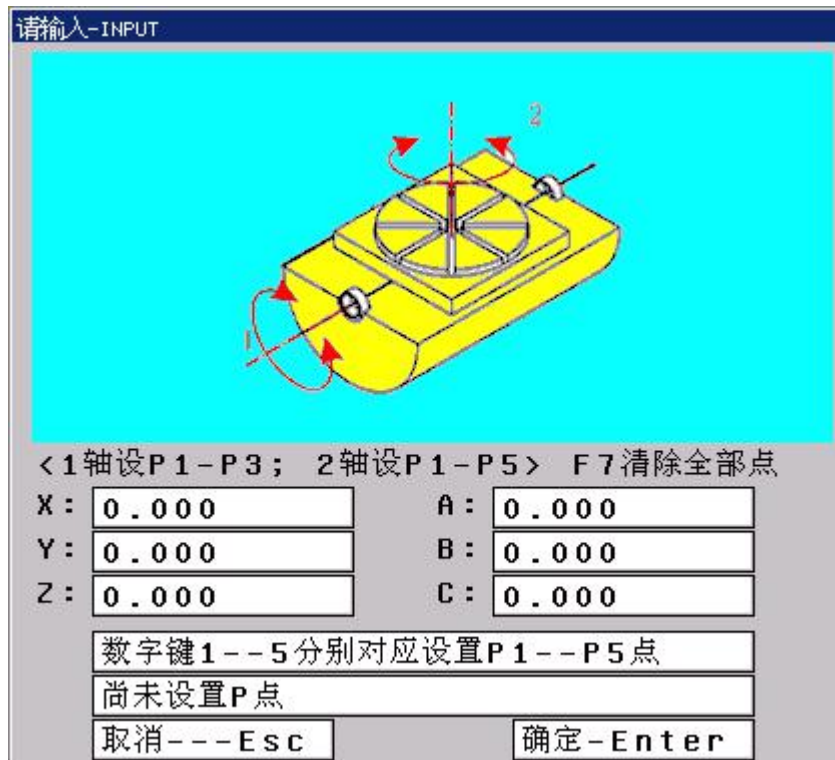 请输入-INPUT
2
1
<1轴设P1-P3; 2轴设P1-P5> F7清除全部点
X: 0.000 A: 0.000
Y: 0.000 B: 0.000
Z: 0.000 C: 0.000
数字键1--5分别对应设置P1--P5点
尚未设置P点
取消---Esc 确定-Enter